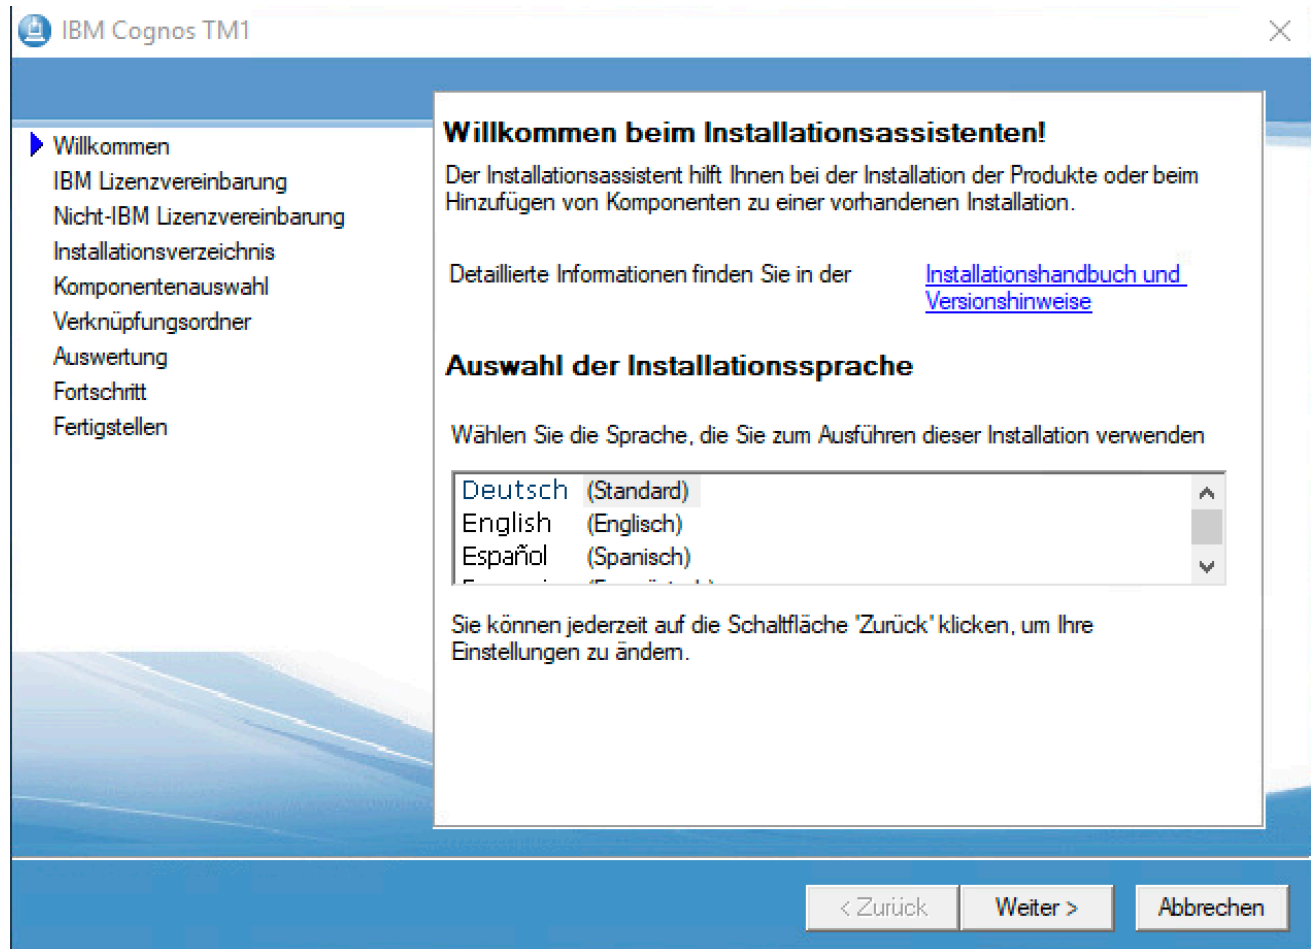 IBM Cognos TM1
Willkommen
IBM Lizenzvereinbarung
Nicht-IBM Lizenzvereinbarung
Installationsverzeichnis
Komponentenauswahl
Verknüpfungsordner
Auswertung
Fortschritt
Fertigstellen
Willkommen beim Installationsassistenten!
Der Installationsassistent hilft Ihnen bei der Installation der Produkte oder beim
Hinzufügen von Komponenten zu einer vorhandenen Installation.
Detaillierte Informationen finden Sie in der
Installationshandbuch und
Versionshinweise
Auswahl der Installationssprache
Wählen Sie die Sprache, die Sie zum Ausführen dieser Installation verwenden
Deutsch (Standard)
English (Englisch)
Español (Spanisch)
Sie können jederzeit auf die Schaltfläche 'Zurück' klicken, um Ihre
Einstellungen zu ändern.
< Zurück
Weiter >
Abbrechen